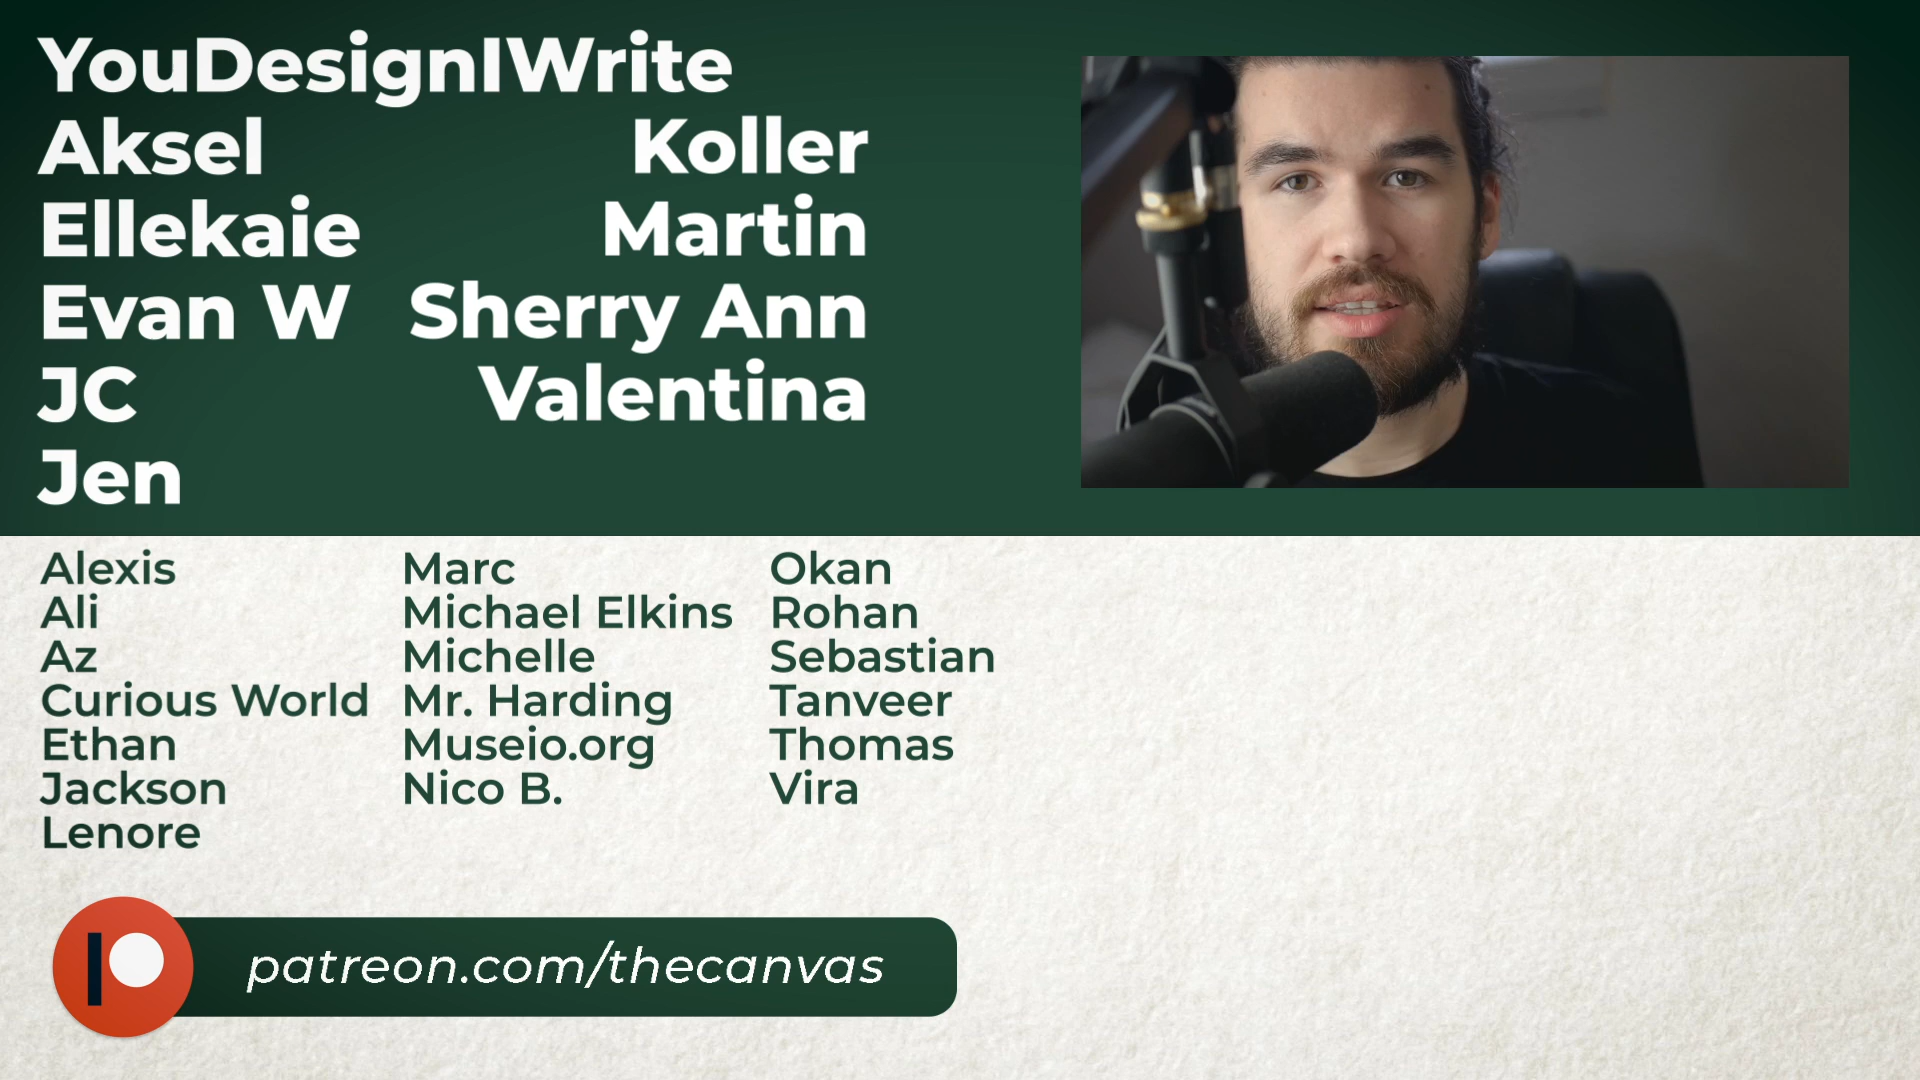 YouDesignIWrite
Aksel
Ellekaie
Evan W
JC
Jen
Koller
Martin
Sherry Ann
Valentina
Alexis
Ali
Az
Curious World
Ethan
Jackson
Lenore
Marc
Michael Elkins
Michelle
Mr. Harding
Museio.org
Nico B.
Okan
Rohan
Sebastian
Tanveer
Thomas
Vira
patreon.com/thecanvas